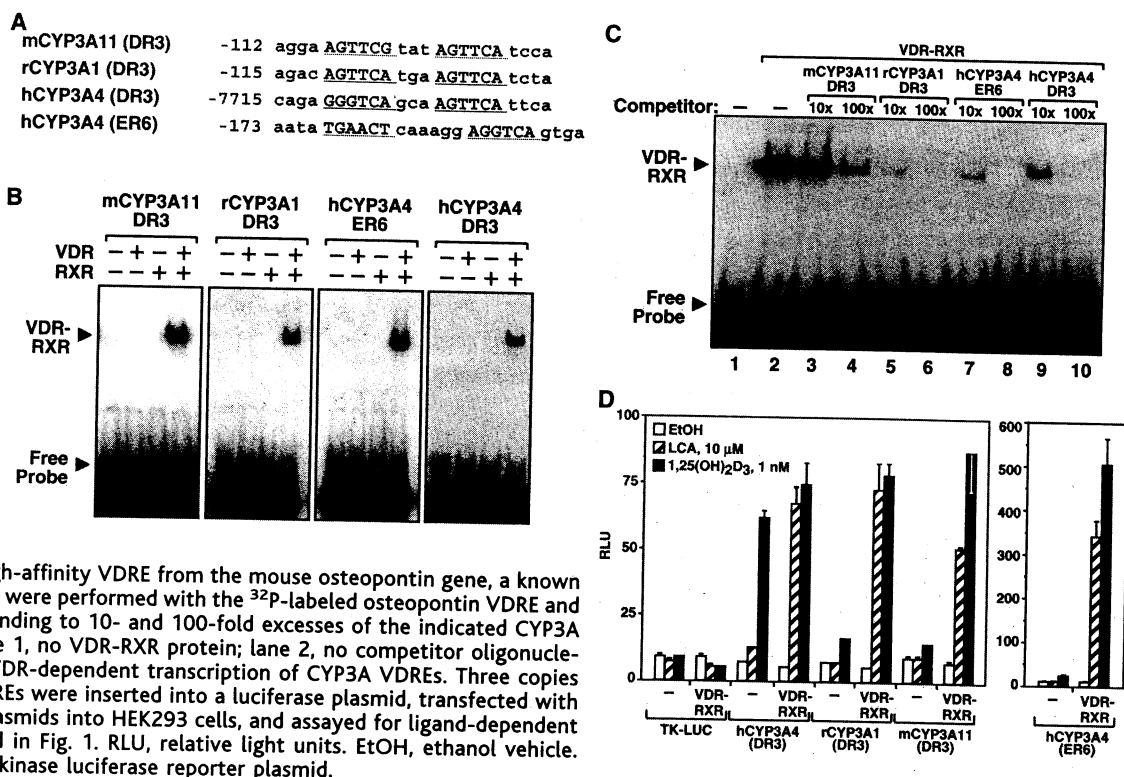 A
mCYP3A11 (DR3) -112 agga AGTTCG tat AGTTCA tcca
rCYP3A1 (DR3) -115 agac AGTTCA tga AGTTCA tcta
hCYP3A4 (DR3) -7715 caga GGGTCA gca AGTTCA ttca
hCYP3A4 (ER6) -173 aata TGAACT caaagg AGGTCA gtga
B
mCYP3A11 DR3
rCYP3A1 DR3
hCYP3A4 ER6
hCYP3A4 DR3
VDR – + – + – + – + – + – + – + – +
RXR – – + + – – + + – – + + – – + +
VDR-
RXR
Free
Probe
C
VDR-RXR
mCYP3A11 DR3
rCYP3A1 DR3
hCYP3A4 ER6
hCYP3A4 DR3
Competitor: – – 10x 100x 10x 100x 10x 100x 10x 100x
VDR-
RXR
Free
Probe
1 2 3 4 5 6 7 8 9 10
D
100
75
50
25
0
RLU
EtOH
LCA, 10 μM
1,25(OH)2D3, 1 nM
600
500
400
300
200
100
0
– VDR-RXR – VDR-RXR – VDR-RXR – VDR-RXR
TK-LUC
hCYP3A4 (DR3)
rCYP3A1 (DR3)
mCYP3A11 (DR3)
– VDR-RXR
hCYP3A4 (ER6)
gh-affinity VDRE from the mouse osteopontin gene, a known
were performed with the 32P-labeled osteopontin VDRE and
nding to 10- and 100-fold excesses of the indicated CYP3A
e 1, no VDR-RXR protein; lane 2, no competitor oligonucle-
VDR-dependent transcription of CYP3A VDREs. Three copies
REs were inserted into a luciferase plasmid, transfected with
asmids into HEK293 cells, and assayed for ligand-dependent
d in Fig. 1. RLU, relative light units. EtOH, ethanol vehicle.
kinase luciferase reporter plasmid.